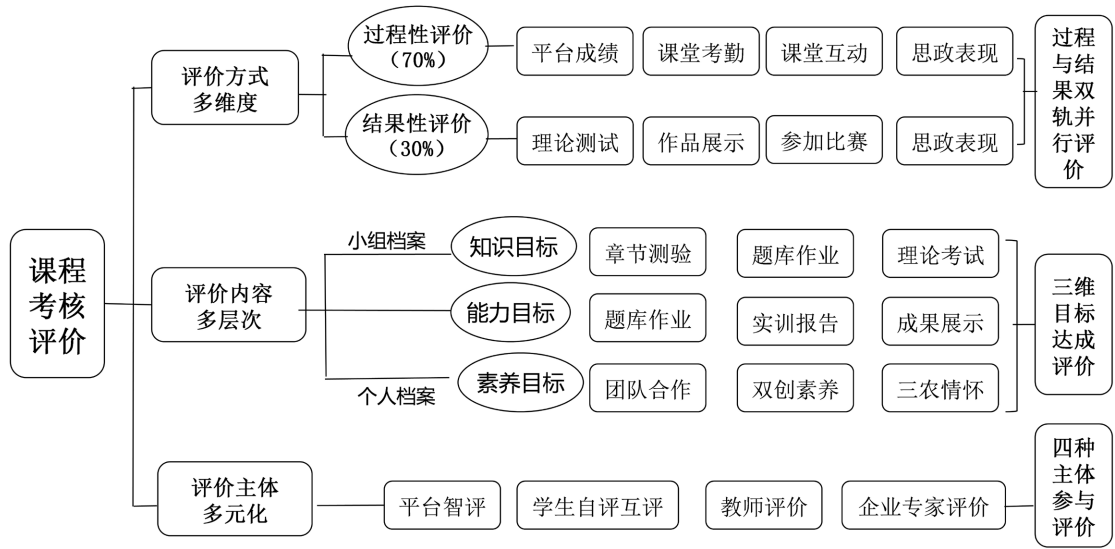 课程
考核
评价
评价方式
多维度
过程性评价
（70%）
平台成绩
课堂考勤
课堂互动
思政表现
结果性评价
（30%）
理论测试
作品展示
参加比赛
思政表现
过程
与结
果双
轨并
行评
价
评价内容
多层次
小组档案
知识目标
章节测验
题库作业
理论考试
能力目标
题库作业
实训报告
成果展示
个人档案
素养目标
团队合作
双创素养
三农情怀
三维
目标
达成
评价
评价主体
多元化
平台智评
学生自评互评
教师评价
企业专家评价
四种
主体
参与
评价